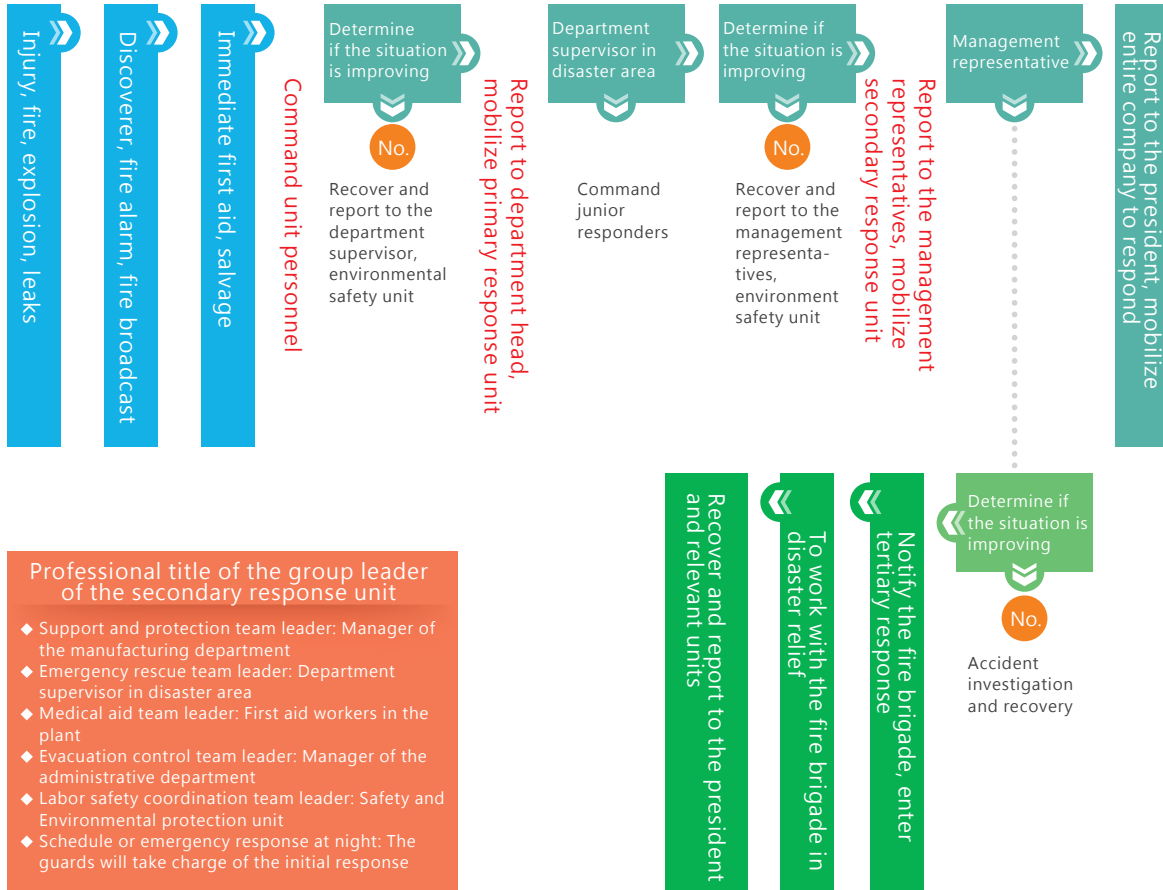 Injury, fire, explosion, leaks
Discoverer, fire alarm, fire broadcast
Immediate first aid, salvage
Command unit personnel
Determine
if the situation
is improving
No.
Recover and
report to the
department
supervisor,
environmental
safety unit
Report to department head,
mobilize primary response unit
Department
supervisor in
disaster area
Command
junior
responders
Determine if
the situation is
improving
No.
Recover and
report to the
management
representa-
tives,
environment
safety unit
Report to the management
representatives, mobilize
secondary response unit
Management
representative
Report to the president, mobilize
entire company to respond
Determine if
the situation is
improving
No.
Accident
investigation
and recovery
Notify the fire brigade, enter
tertiary response
To work with the fire brigade in
disaster relief
Recover and report to the president
and relevant units
Professional title of the group leader
of the secondary response unit
◆ Support and protection team leader: Manager of
the manufacturing department
◆ Emergency rescue team leader: Department
supervisor in disaster area
◆ Medical aid team leader: First aid workers in the
plant
◆ Evacuation control team leader: Manager of the
administrative department
◆ Labor safety coordination team leader: Safety and
Environmental protection unit
◆ Schedule or emergency response at night: The
guards will take charge of the initial response